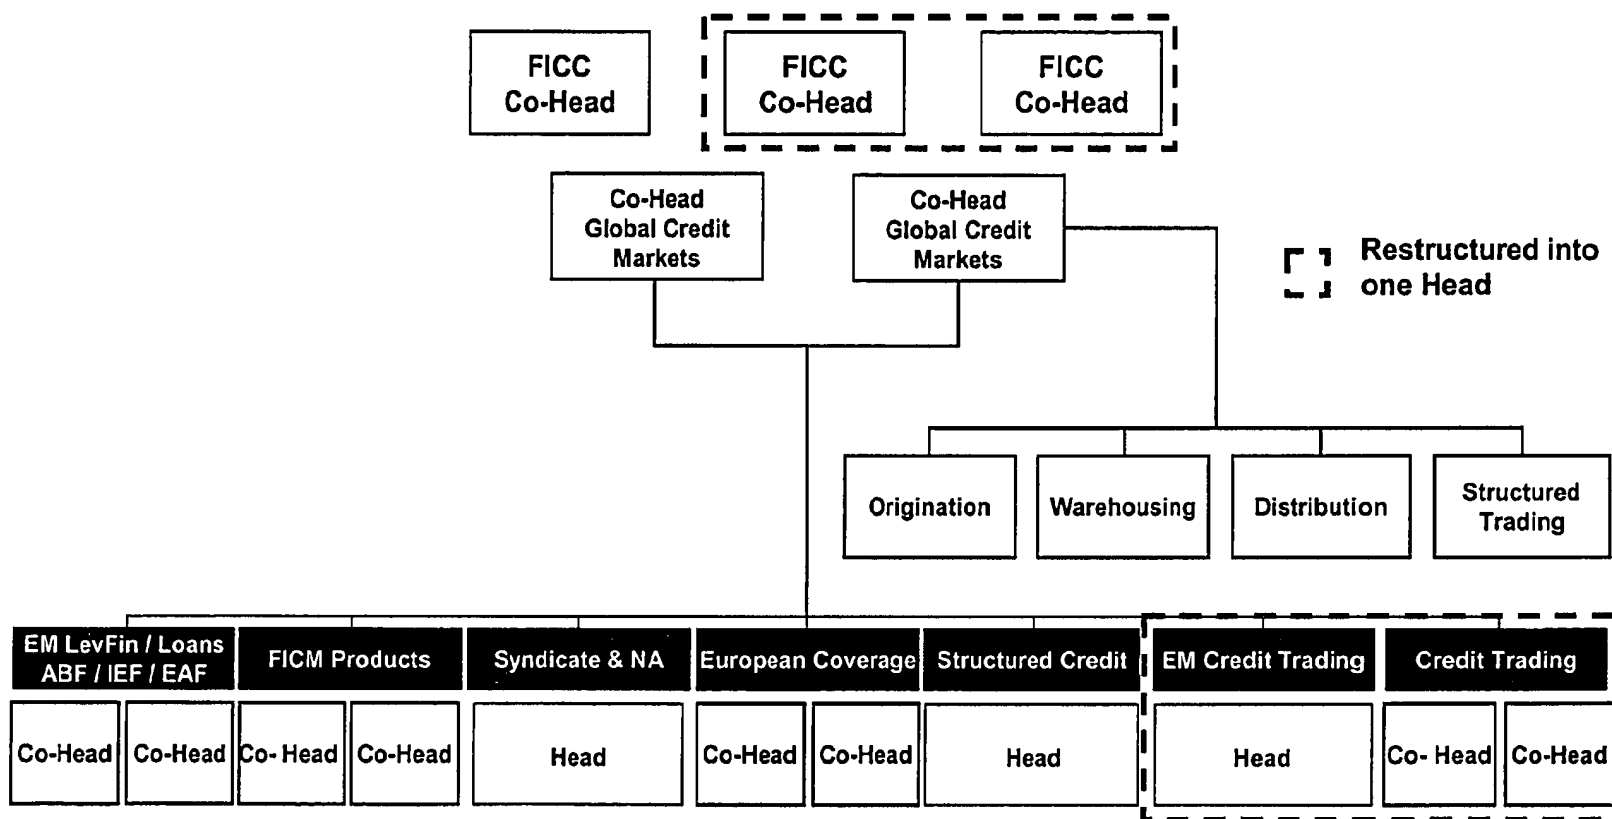 FICC
Co-Head
FICC
Co-Head
FICC
Co-Head
Co-Head
Global Credit
Markets
Co-Head
Global Credit
Markets
Restructured into
one Head
Origination
Warehousing
Distribution
Structured
Trading
EM LevFin / Loans
ABF / IEF / EAF
FICM Products
Syndicate & NA
European Coverage
Structured Credit
EM Credit Trading
Credit Trading
Co-Head
Co-Head
Co- Head
Co-Head
Head
Co-Head
Co-Head
Head
Head
Co- Head
Co-Head